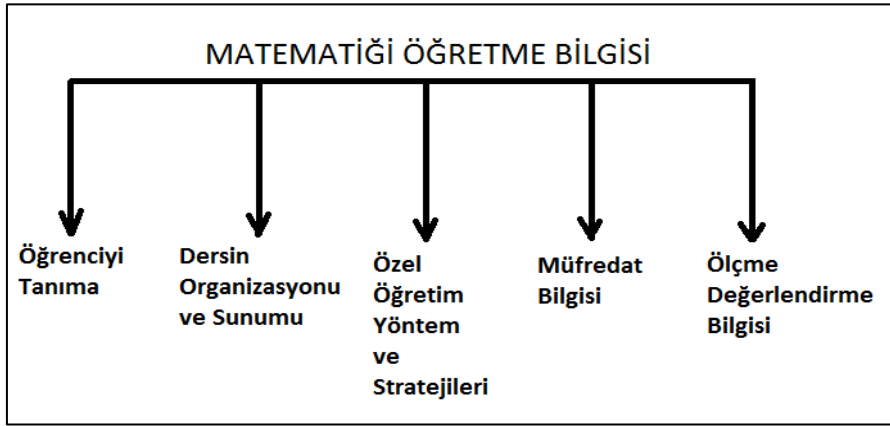 MATEMATİĞİ ÖĞRETME BİLGİSİ
Öğrenciyi
Tanıma
Dersin
Organizasyonu
ve Sunumu
Özel
Öğretim
Yöntem
ve
Stratejileri
Müfredat
Bilgisi
Ölçme
Değerlendirme
Bilgisi